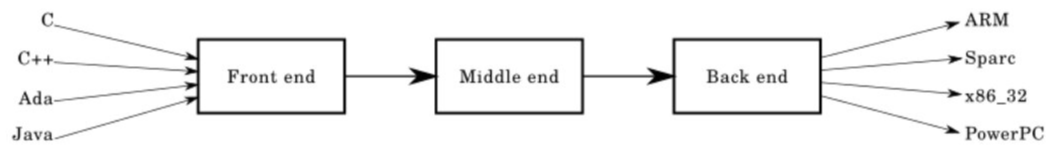 C
C++
Ada
Java
Front end
Middle end
Back end
ARM
Sparc
x86_32
PowerPC